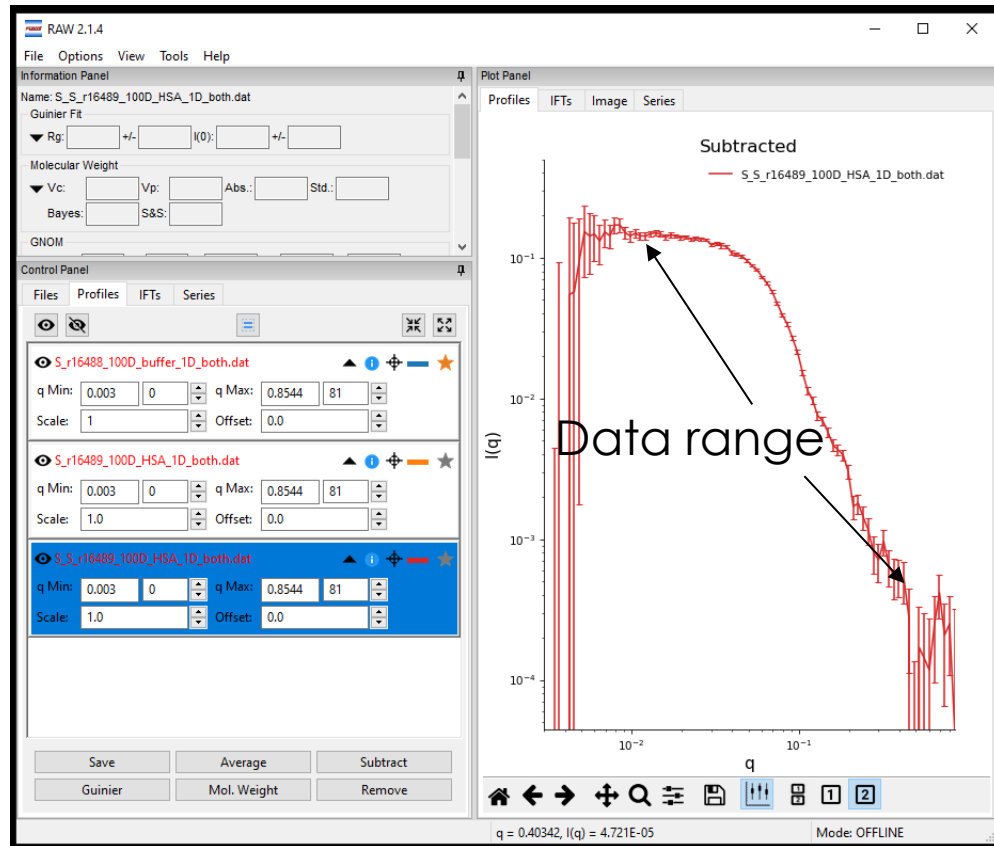 RAW 2.1.4
File Options View Tools Help
Information Panel
Name: S_S_r16489_100D_HSA_1D_both.dat
Guinier Fit
Rg: +/- I(0): +/-
Molecular Weight
Vc: Vp: Abs.: Std.:
Bayes: S&S:
GNOM
Control Panel
Files Profiles IFTs Series
S_r16488_100D_buffer_1D_both.dat
q Min: 0.003 0 q Max: 0.8544 81
Scale: 1 Offset: 0.0
S_r16489_100D_HSA_1D_both.dat
q Min: 0.003 0 q Max: 0.8544 81
Scale: 1.0 Offset: 0.0
S_S_r16489_100D_HSA_1D_both.dat
q Min: 0.003 0 q Max: 0.8544 81
Scale: 1.0 Offset: 0.0
Save Average Subtract
Guinier Mol. Weight Remove
Plot Panel
Profiles IFTs Image Series
Subtracted
S_S_r16489_100D_HSA_1D_both.dat
10⁻¹
10⁻²
Data range
I(q)
10⁻³
10⁻⁴
10⁻² 10⁻¹
q
1 2 1 2
q = 0.40342, I(q) = 4.721E-05 Mode: OFFLINE